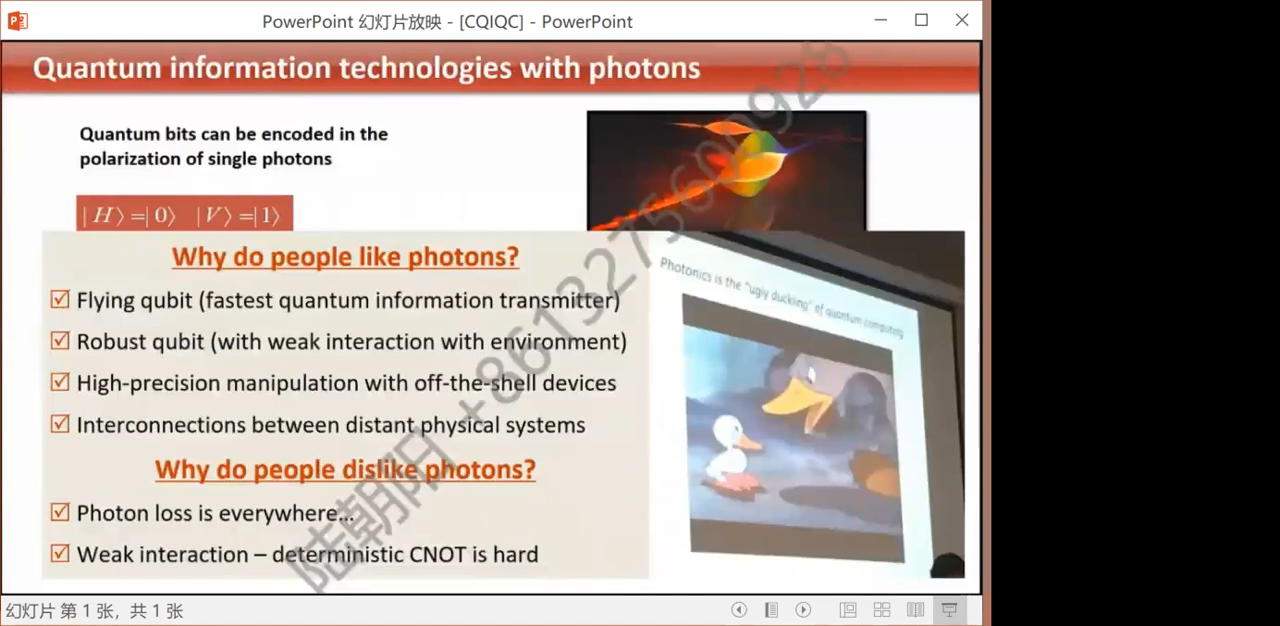 PowerPoint 幻灯片放映 - [CQIQC] - PowerPoint
Quantum information technologies with photons
Quantum bits can be encoded in the
polarization of single photons
|H⟩=|0⟩ |V⟩=|1⟩
Why do people like photons?
Flying qubit (fastest quantum information transmitter)
Robust qubit (with weak interaction with environment)
High-precision manipulation with off-the-shell devices
Interconnections between distant physical systems
Why do people dislike photons?
Photon loss is everywhere...
Weak interaction – deterministic CNOT is hard
Photonics is the "ugly duckling" of quantum computing
陆朝阳 +8613275600928
幻灯片 第 1 张，共 1 张